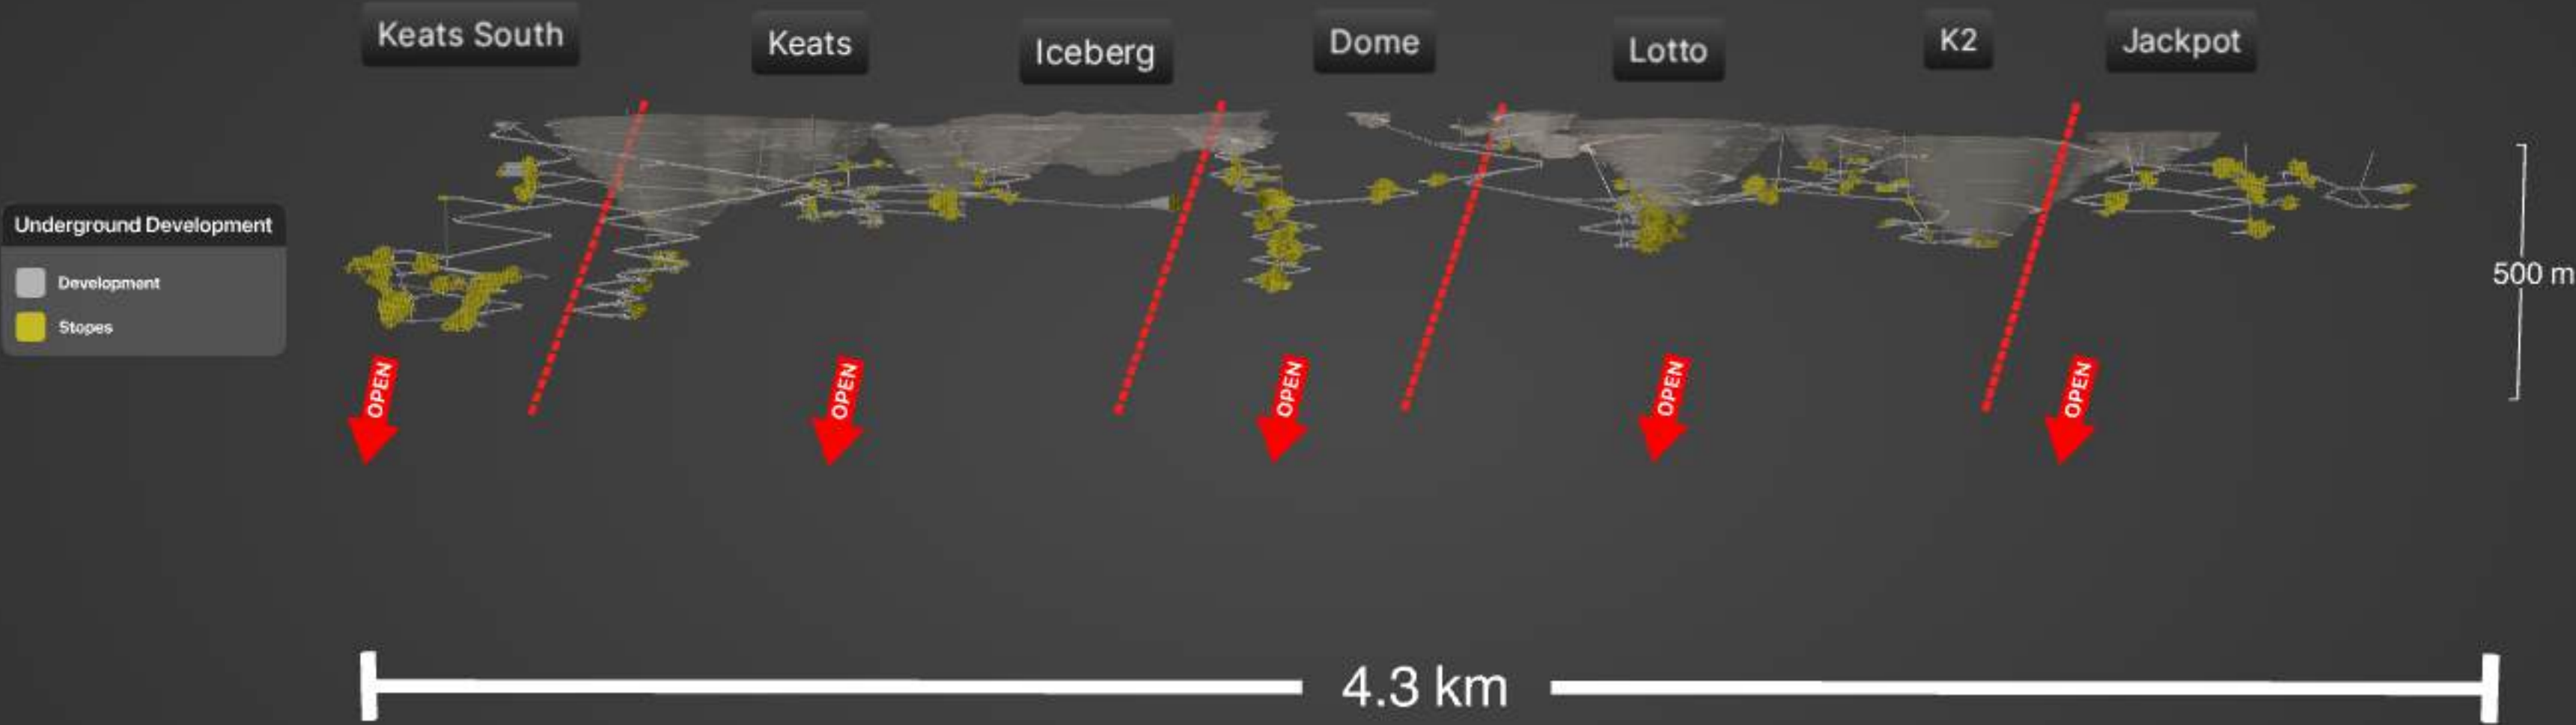 Keats South
Keats
Iceberg
Dome
Lotto
K2
Jackpot
Underground Development
Development
Stopes
500 m
OPEN
OPEN
OPEN
OPEN
OPEN
4.3 km